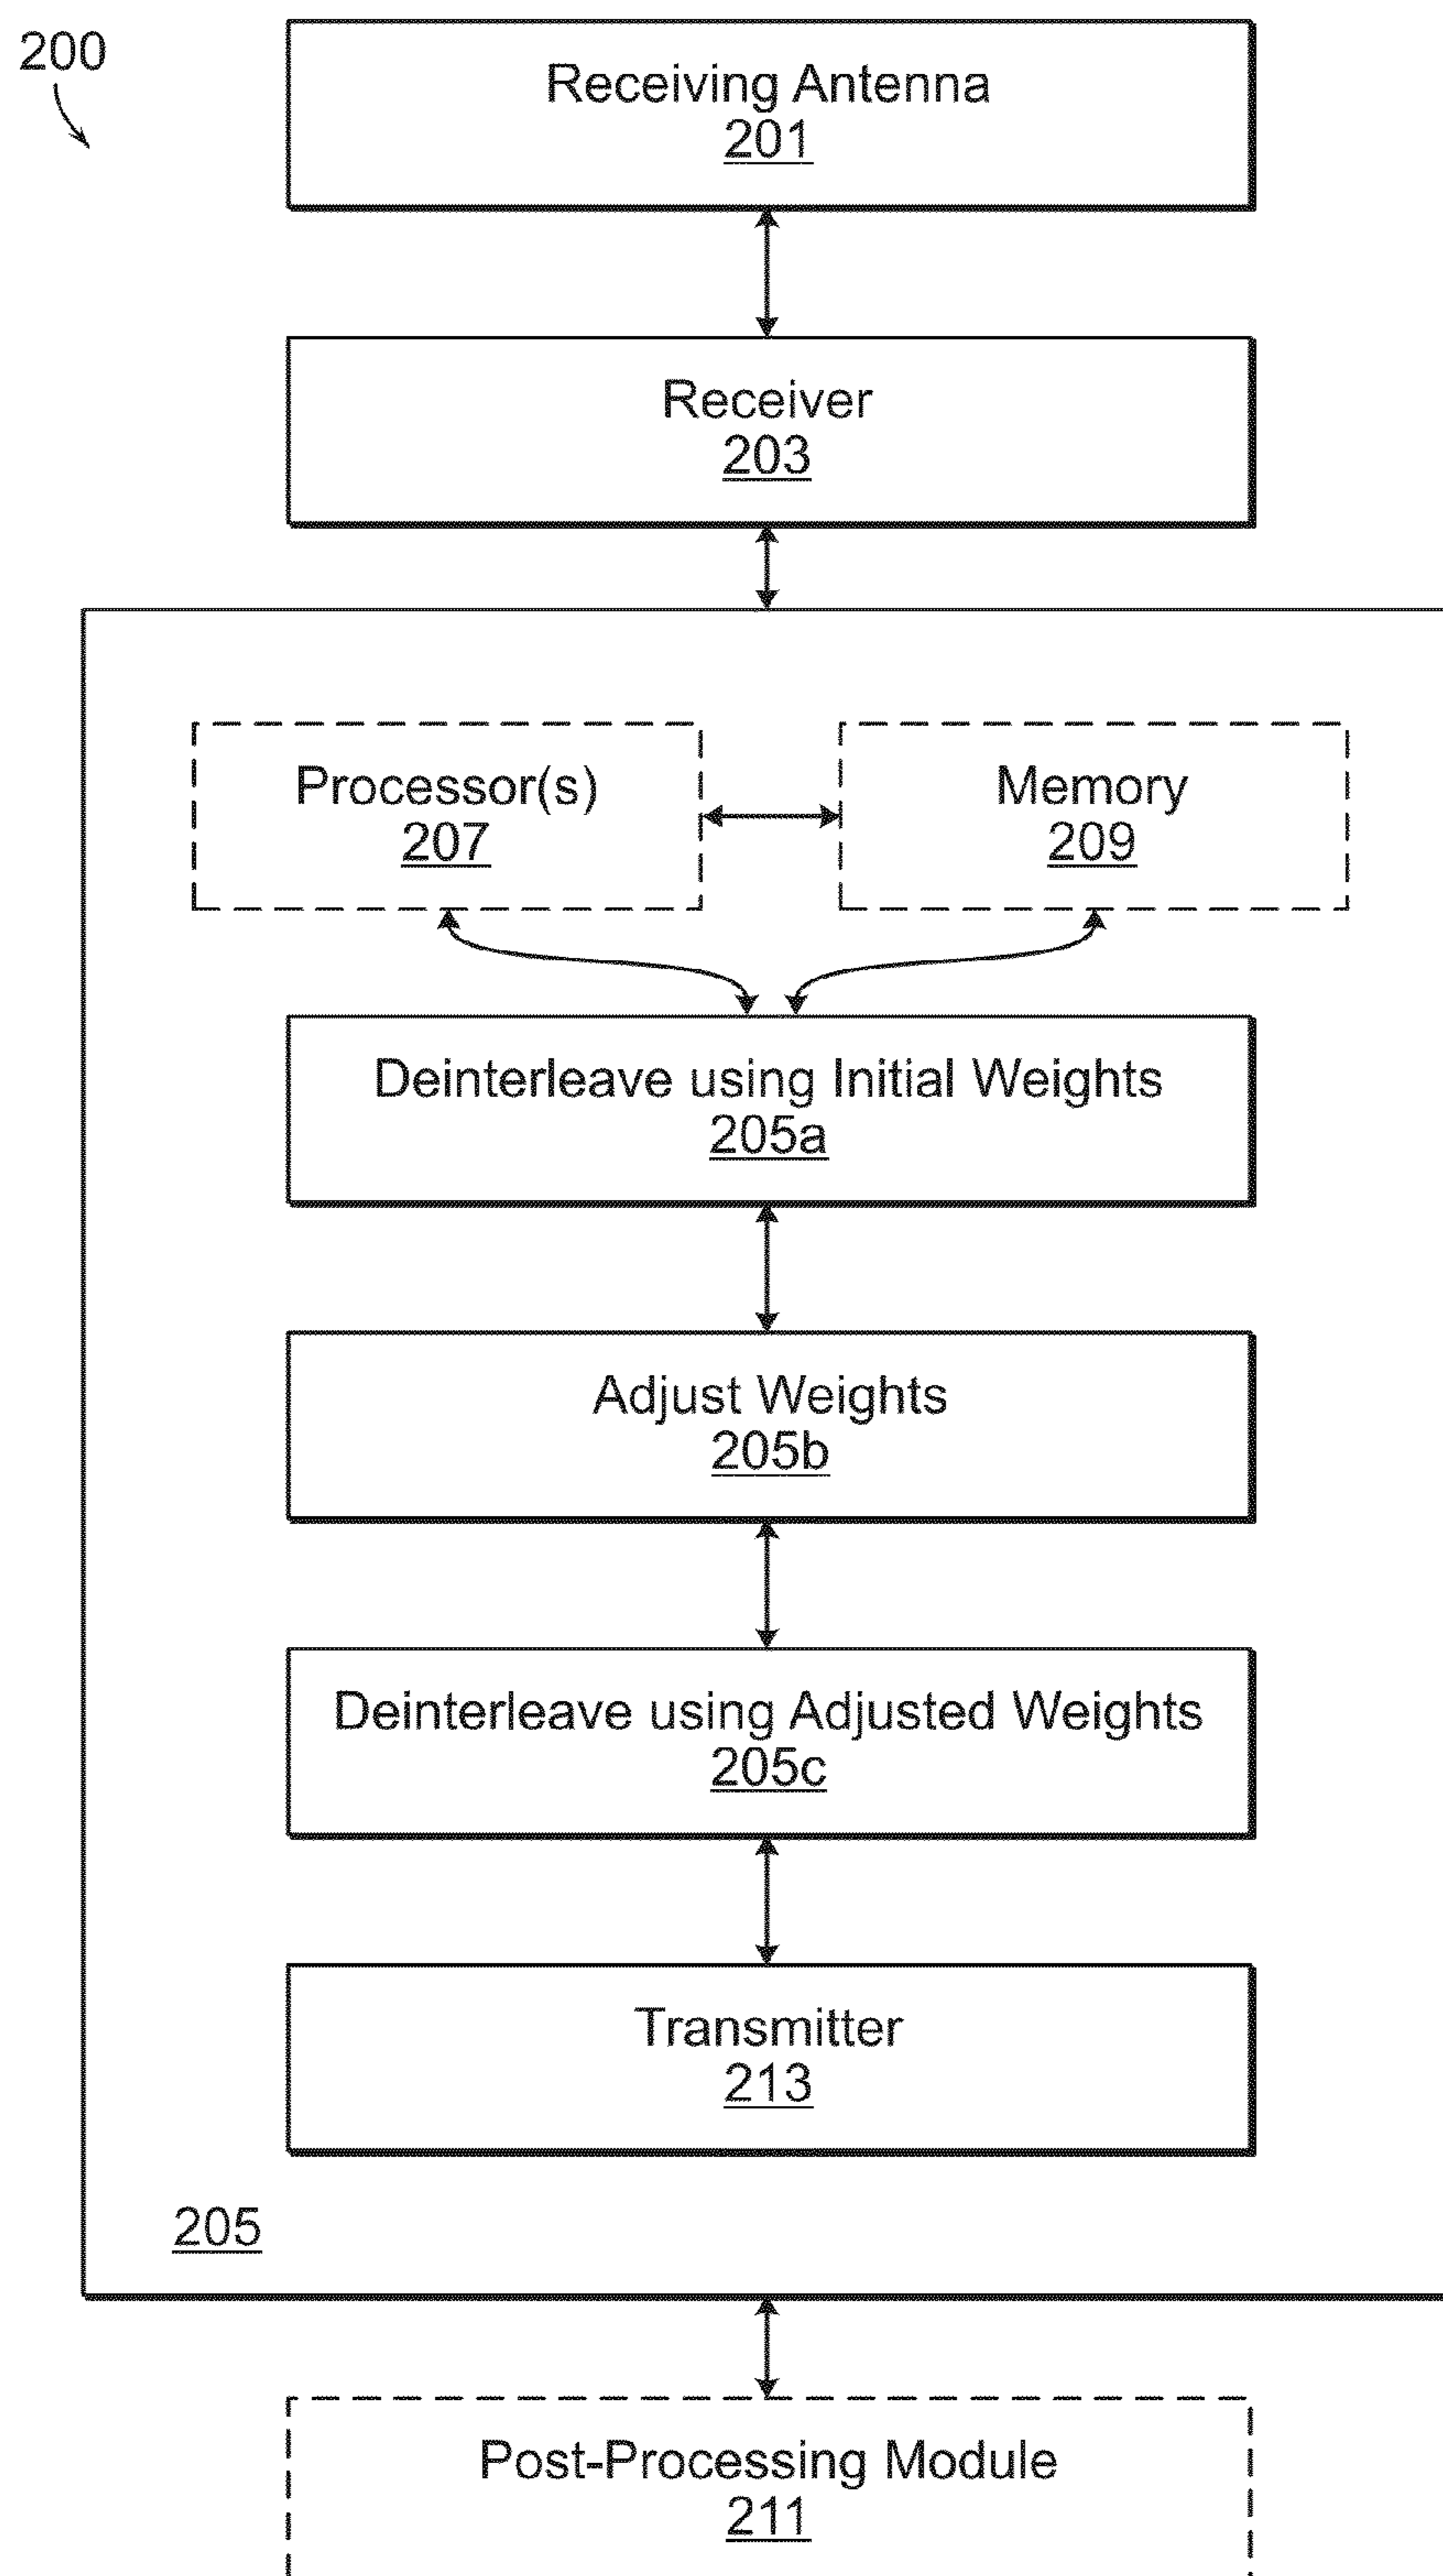 200
Receiving Antenna
201
Receiver
203
Processor(s)
207
Memory
209
Deinterleave using Initial Weights
205a
Adjust Weights
205b
Deinterleave using Adjusted Weights
205c
Transmitter
213
205
Post-Processing Module
211